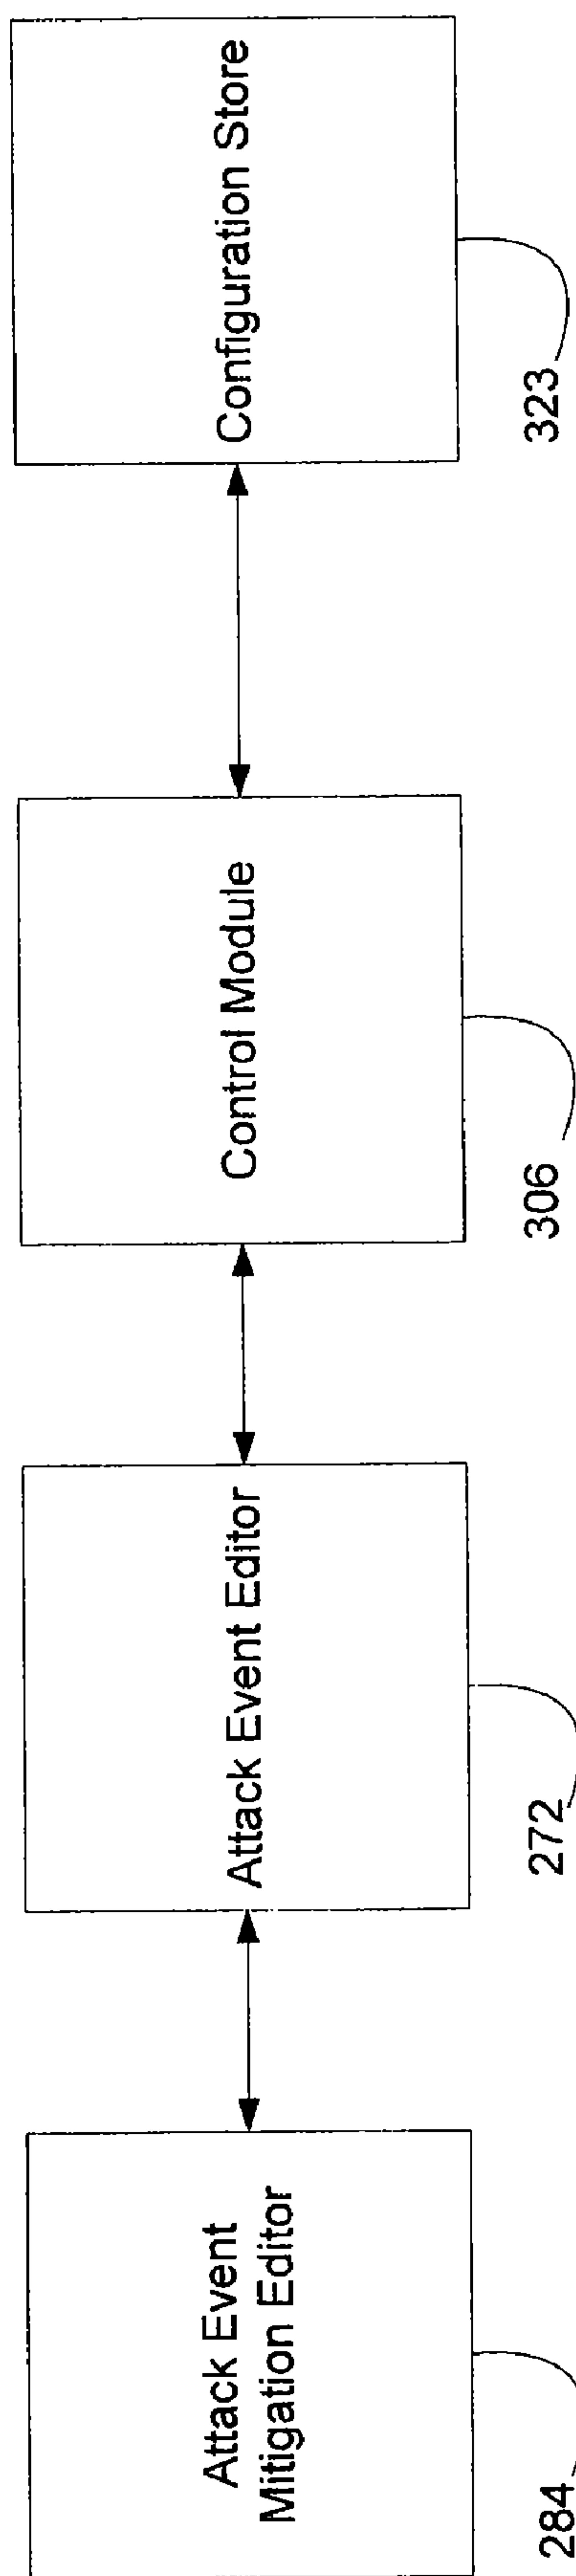 Attack Event
Mitigation Editor
284
Attack Event Editor
272
Control Module
306
Configuration Store
323